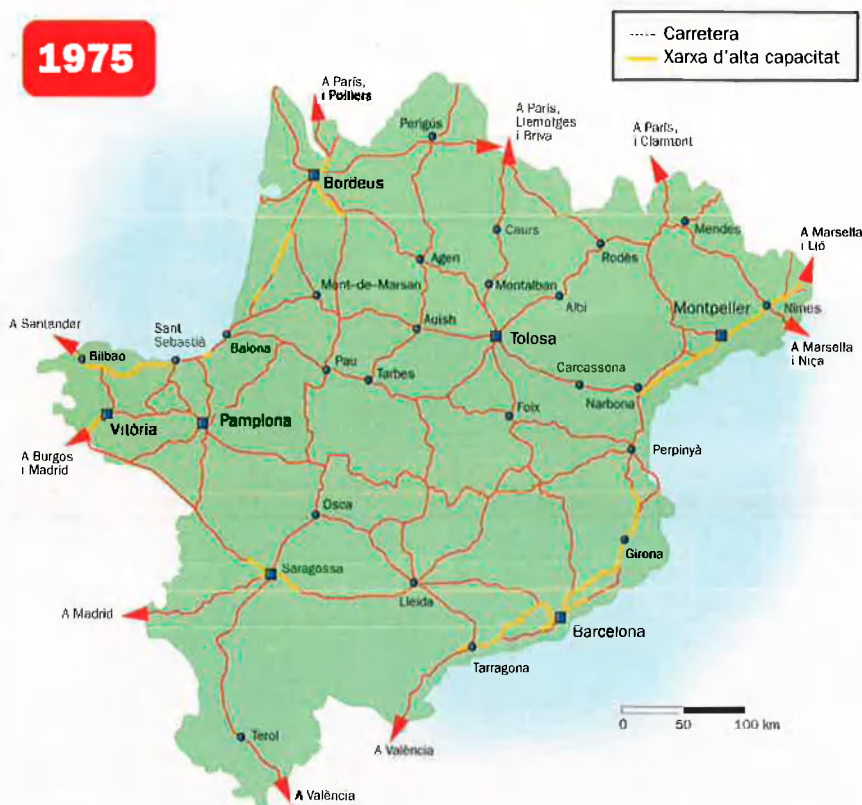 1975
Carretera
Xarxa d'alta capacitat
A París,
i Poitiers
A París,
Llemotges
i Briva
A París,
i Clarmont
Perigús
Bordeus
Caurs
Mendes
A Marsella
i Lió
Agen
Rodès
Mont-de-Marsan
Montalban
Albi
Montpeller
Nimes
A Santander
Sant
Sebastià
Auish
Tolosa
Baiona
Bilbao
A Marsella
i Niça
Pau
Tarbes
Carcassona
Narbona
Foix
Vitòria
Pamplona
A Burgos
i Madrid
Perpinyà
Osca
Girona
Saragossa
Lleida
A Madrid
Barcelona
Tarragona
0 50 100 km
Terol
A València
A València